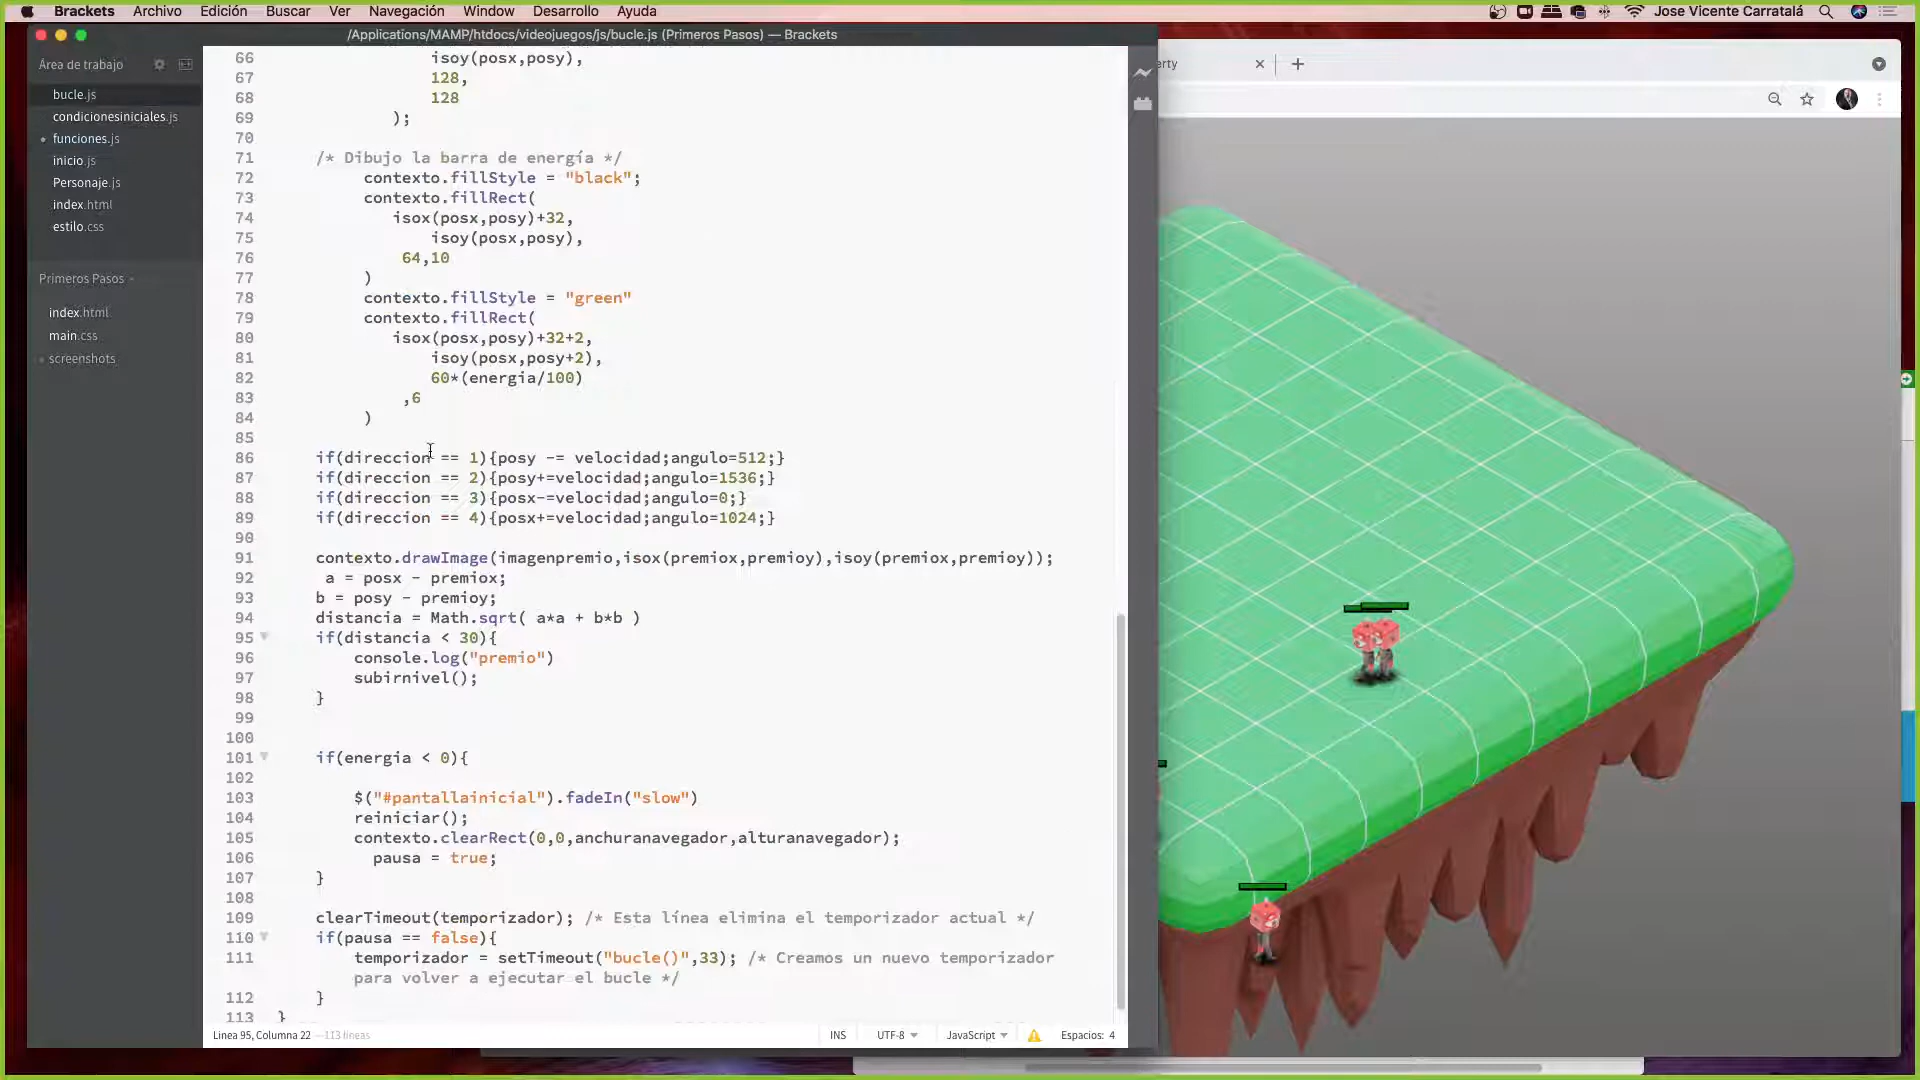 Brackets Archivo Edición Buscar Ver Navegación Window Desarrollo Ayuda Jose Vicente Carratalá
/Applications/MAMP/htdocs/videojuegos/js/bucle.js (Primeros Pasos) — Brackets
Área de trabajo
bucle.js
condicionesiniciales.js
funciones.js
inicio.js
Personaje.js
index.html
estilo.css
Primeros Pasos
index.html
main.css
screenshots
66 isoy(posx,posy),
67 128,
68 128
69 );
70
71 /* Dibujo la barra de energía */
72 contexto.fillStyle = "black";
73 contexto.fillRect(
74 isox(posx,posy)+32,
75 isoy(posx,posy),
76 64,10
77 )
78 contexto.fillStyle = "green"
79 contexto.fillRect(
80 isox(posx,posy)+32+2,
81 isoy(posx,posy+2),
82 60*(energia/100)
83 ,6
84 )
85
86 if(direccion == 1){posy -= velocidad;angulo=512;}
87 if(direccion == 2){posy+=velocidad;angulo=1536;}
88 if(direccion == 3){posx-=velocidad;angulo=0;}
89 if(direccion == 4){posx+=velocidad;angulo=1024;}
90
91 contexto.drawImage(imagenpremio,isox(premiox,premioy),isoy(premiox,premioy));
92 a = posx - premiox;
93 b = posy - premioy;
94 distancia = Math.sqrt( a*a + b*b )
95 if(distancia < 30){
96 console.log("premio")
97 subirnivel();
98 }
99
100
101 if(energia < 0){
102
103 $("#pantallainicial").fadeIn("slow")
104 reiniciar();
105 contexto.clearRect(0,0,anchuranavegador,alturanavegador);
106 pausa = true;
107 }
108
109 clearTimeout(temporizador); /* Esta línea elimina el temporizador actual */
110 if(pausa == false){
111 temporizador = setTimeout("bucle()",33); /* Creamos un nuevo temporizador
para volver a ejecutar el bucle */
112 }
113 }
Línea 95, Columna 22 — 113 líneas
INS UTF-8 JavaScript Espacios: 4
erty